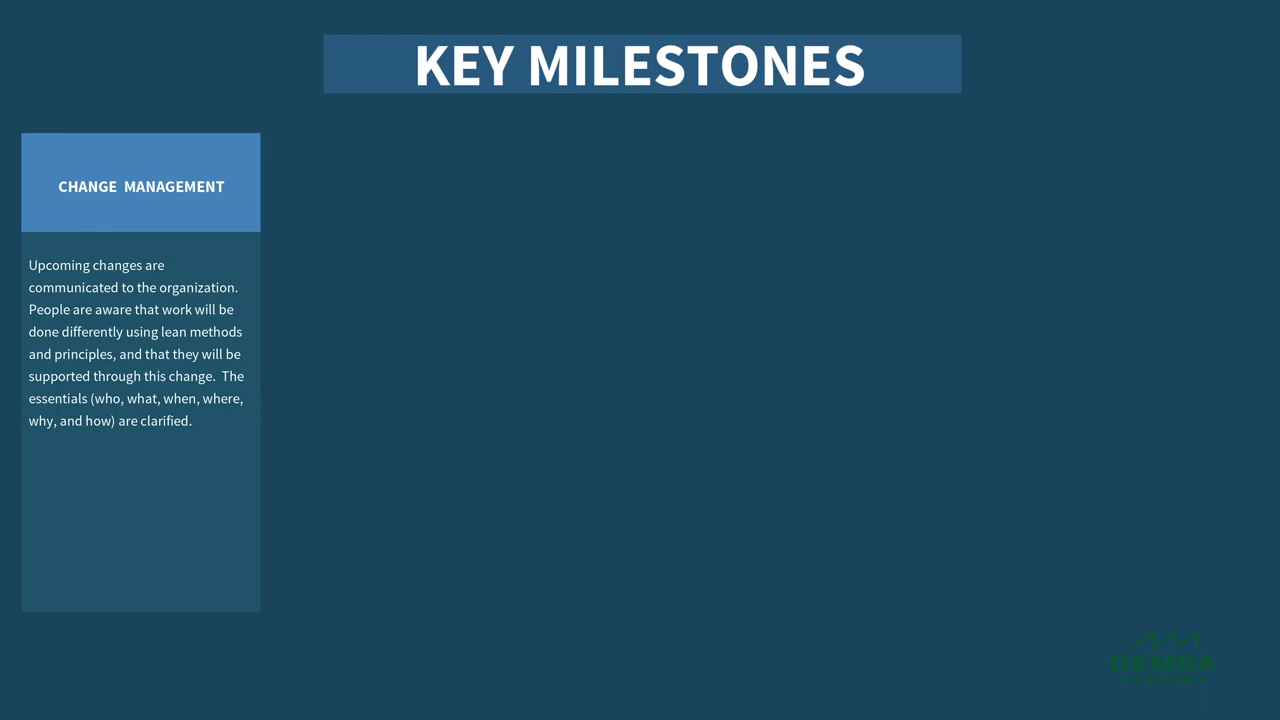 KEY MILESTONES
CHANGE  MANAGEMENT
Upcoming changes are
communicated to the organization.
People are aware that work will be
done differently using lean methods
and principles, and that they will be
supported through this change.  The
essentials (who, what, when, where,
why, and how) are clarified.
GEMBA
ACADEMY